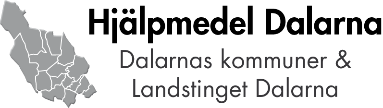 Hjälpmedel Dalarna
Dalarnas kommuner &
Landstinget Dalarna